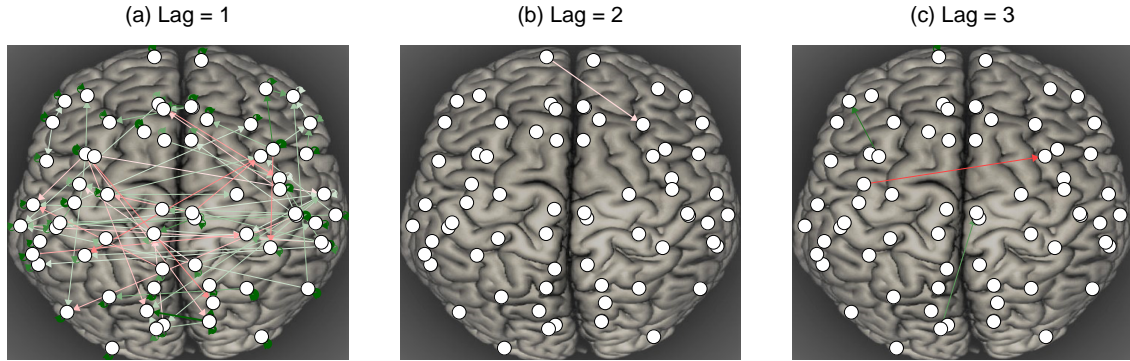 (a) Lag = 1
(b) Lag = 2
(c) Lag = 3